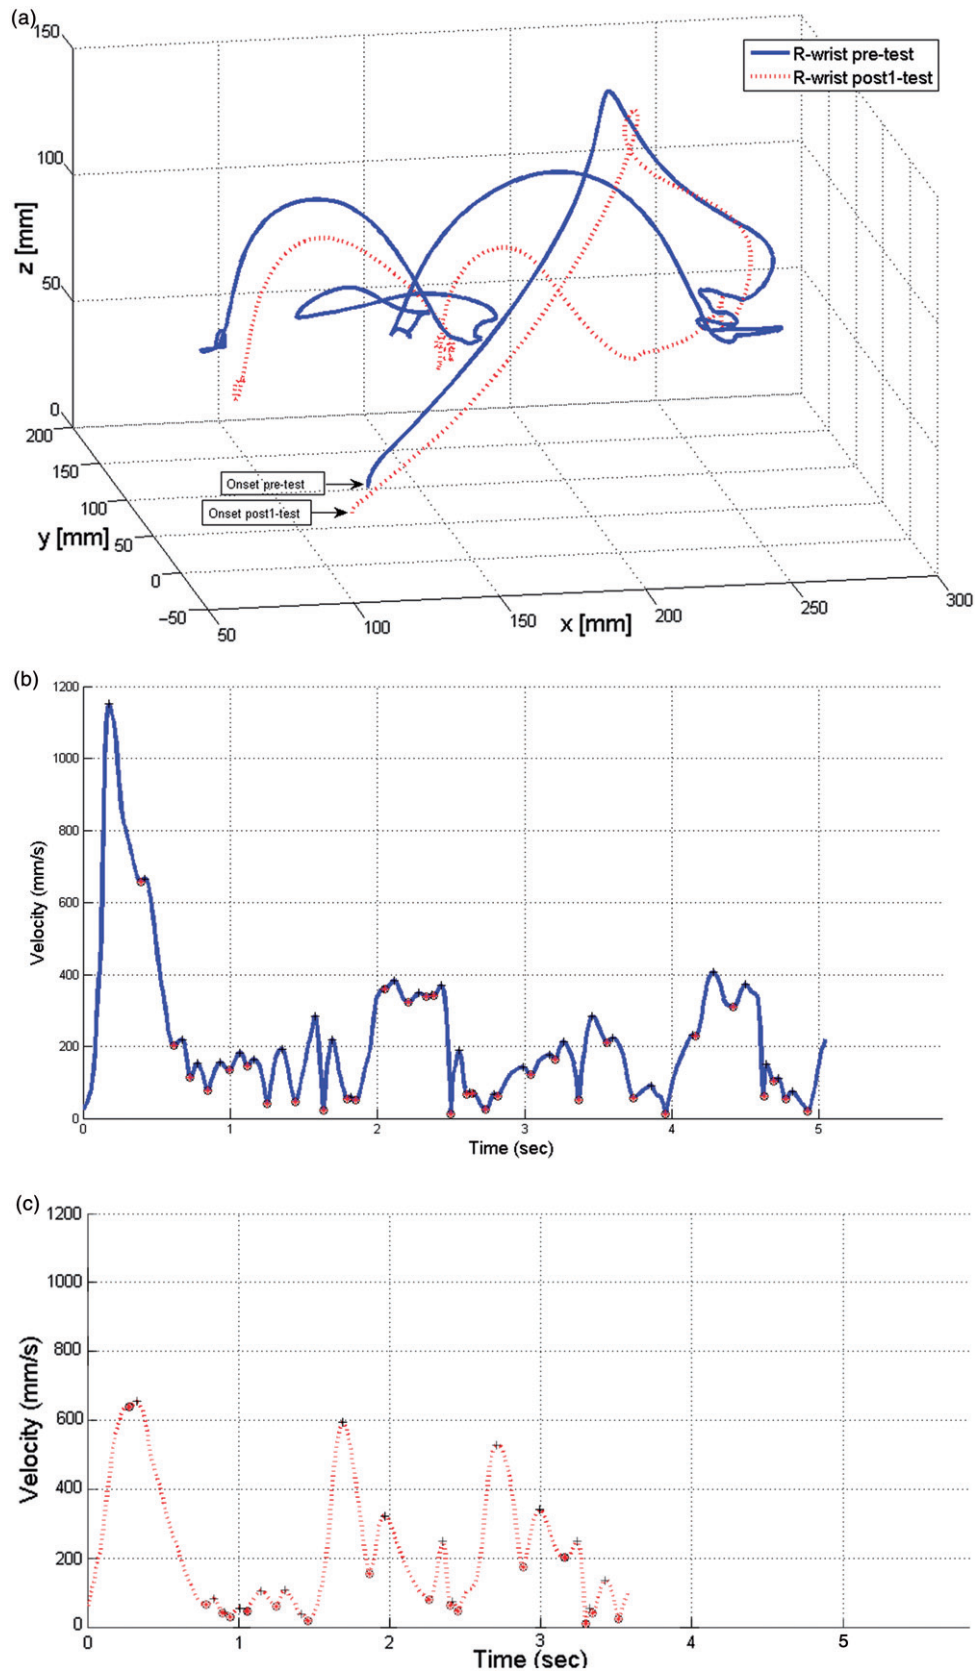 (a)
150
100
50
0
z [mm]
200
150
100
50
0
−50
y [mm]
50
100
150
200
250
300
x [mm]
R-wrist pre-test
R-wrist post1-test
Onset pre-test
Onset post1-test
(b)
1200
1000
800
600
400
200
0
Velocity (mm/s)
0 1 2 3 4 5
Time (sec)
(c)
1200
1000
800
600
400
200
0
Velocity (mm/s)
0 1 2 3 4 5
Time (sec)